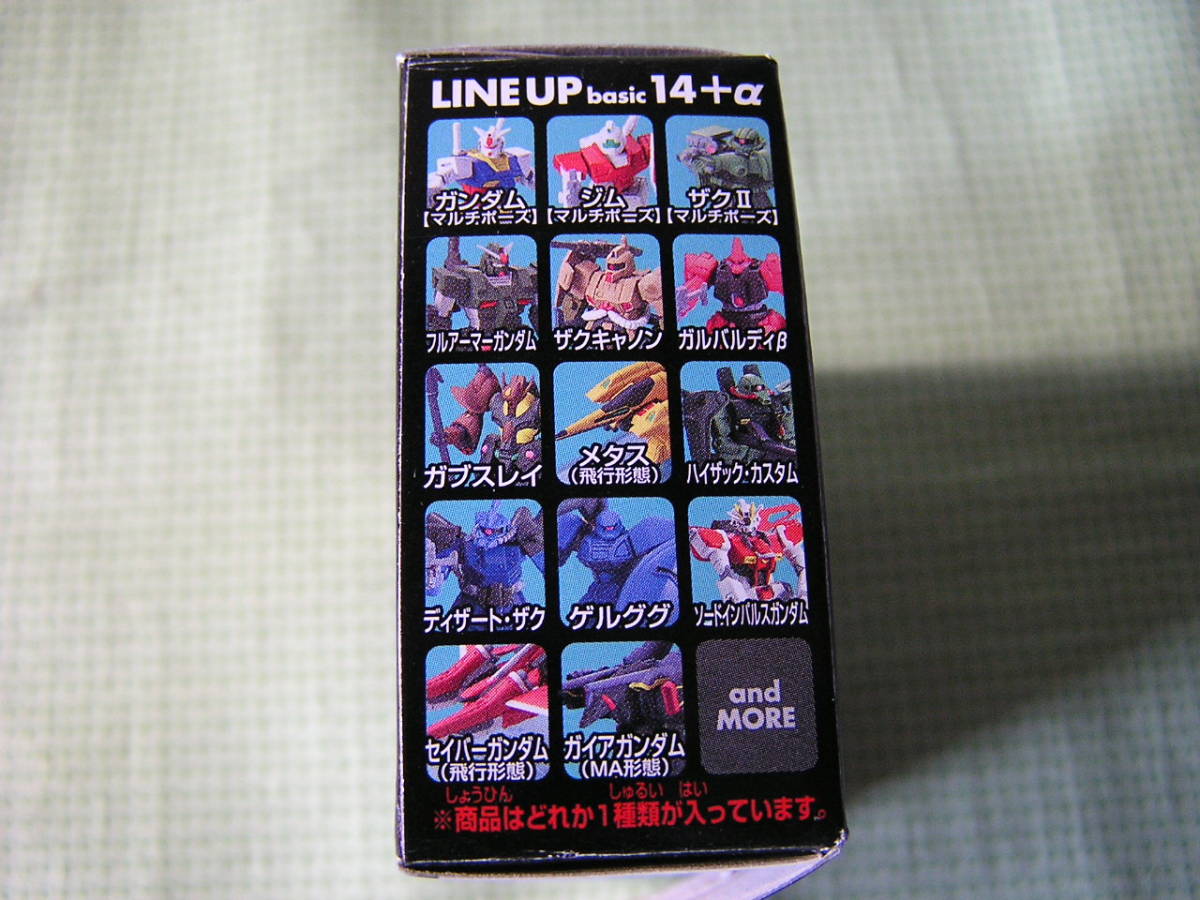 LINE UP basic 14+α
ガンダム
【マルチポーズ】
ジム
【マルチポーズ】
ザクⅡ
【マルチポーズ】
フルアーマーガンダム
ザクキャノン
ガルバルディβ
ガブスレイ
メタス
(飛行形態)
ハイザック・カスタム
ディザート・ザク
ゲルググ
ソードインパルスガンダム
セイバーガンダム
(飛行形態)
ガイアガンダム
(MA形態)
and
MORE
しょうひん しゅるい はい
※商品はどれか1種類が入っています。